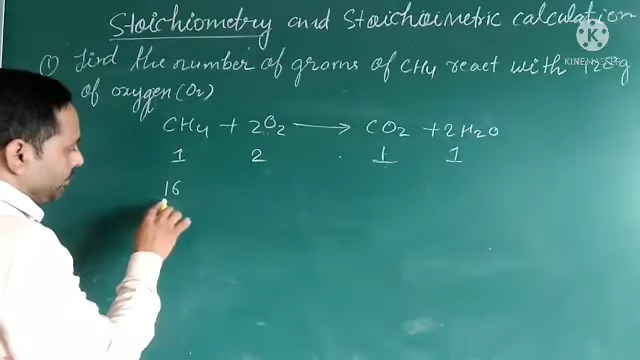 Stoichiometry and Stoichiometric calculation
① Find the number of grams of CH4 react with 128g
of oxygen (O2)
CH4 + 2O2 → CO2 + 2H2O
1 2 . 1 1
16
K
KINEMASTER